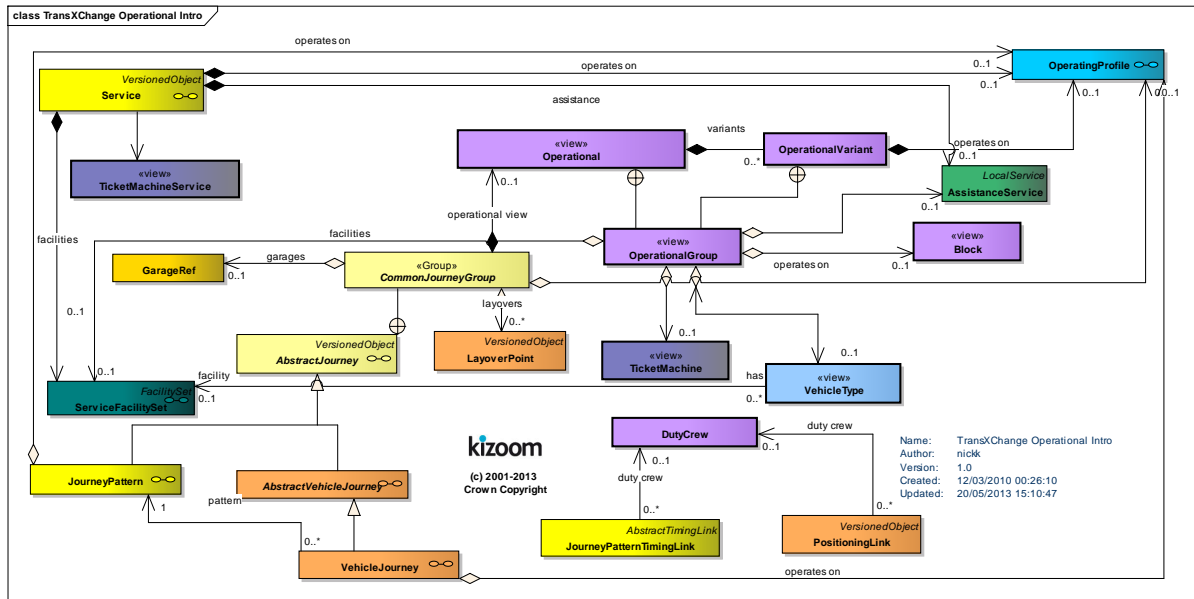 class TransXChange Operational Intro
operates on
VersionedObject
Service
operates on
0..1
0..1
OperatingProfile
0..1
0..1
0..1
assistance
«view»
TicketMachineService
«view»
Operational
variants
0..*
OperationalVariant
operates on
0..1
LocalService
AssistanceService
0..1
0..1
operational view
facilities
facilities
«view»
OperationalGroup
«view»
Block
0..1
operates on
GarageRef
garages
0..1
«Group»
CommonJourneyGroup
layovers
0..*
0..1
VersionedObject
AbstractJourney
VersionedObject
LayoverPoint
0..1
«view»
TicketMachine
0..1
0..1
FacilitySet
ServiceFacilitySet
facility
0..1
has
0..*
«view»
VehicleType
kizoom
(c) 2001-2013
Crown Copyright
DutyCrew
duty crew
0..1
0..1
duty crew
Name: TransXChange Operational Intro
Author: nickk
Version: 1.0
Created: 12/03/2010 00:26:10
Updated: 20/05/2013 15:10:47
JourneyPattern
AbstractVehicleJourney
pattern
1
0..*
0..*
0..*
AbstractTimingLink
JourneyPatternTimingLink
VersionedObject
PositioningLink
VehicleJourney
operates on